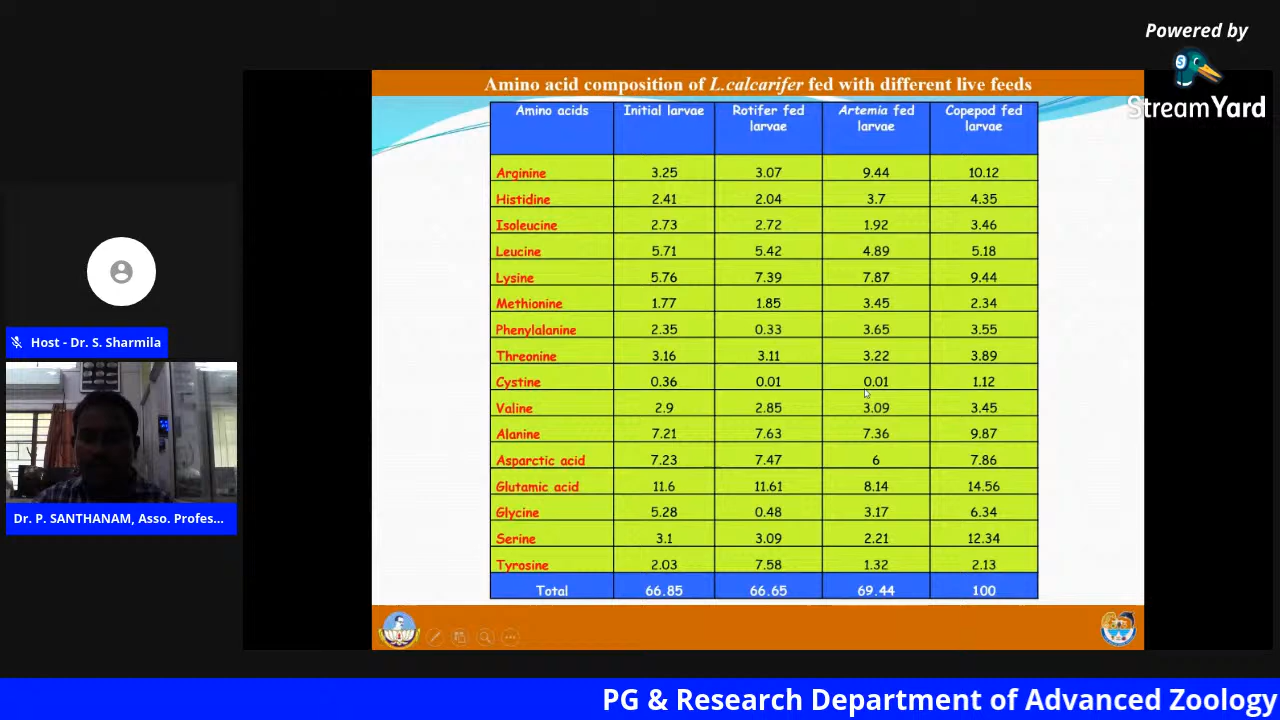 Powered by
StreamYard
Amino acid composition of L.calcarifer fed with different live feeds
Amino acids Initial larvae Rotifer fed larvae Artemia fed larvae Copepod fed larvae
Arginine 3.25 3.07 9.44 10.12
Histidine 2.41 2.04 3.7 4.35
Isoleucine 2.73 2.72 1.92 3.46
Leucine 5.71 5.42 4.89 5.18
Lysine 5.76 7.39 7.87 9.44
Methionine 1.77 1.85 3.45 2.34
Phenylalanine 2.35 0.33 3.65 3.55
Threonine 3.16 3.11 3.22 3.89
Cystine 0.36 0.01 0.01 1.12
Valine 2.9 2.85 3.09 3.45
Alanine 7.21 7.63 7.36 9.87
Asparctic acid 7.23 7.47 6 7.86
Glutamic acid 11.6 11.61 8.14 14.56
Glycine 5.28 0.48 3.17 6.34
Serine 3.1 3.09 2.21 12.34
Tyrosine 2.03 7.58 1.32 2.13
Total 66.85 66.65 69.44 100
Host - Dr. S. Sharmila
Dr. P. SANTHANAM, Asso. Profes...
PG & Research Department of Advanced Zoology